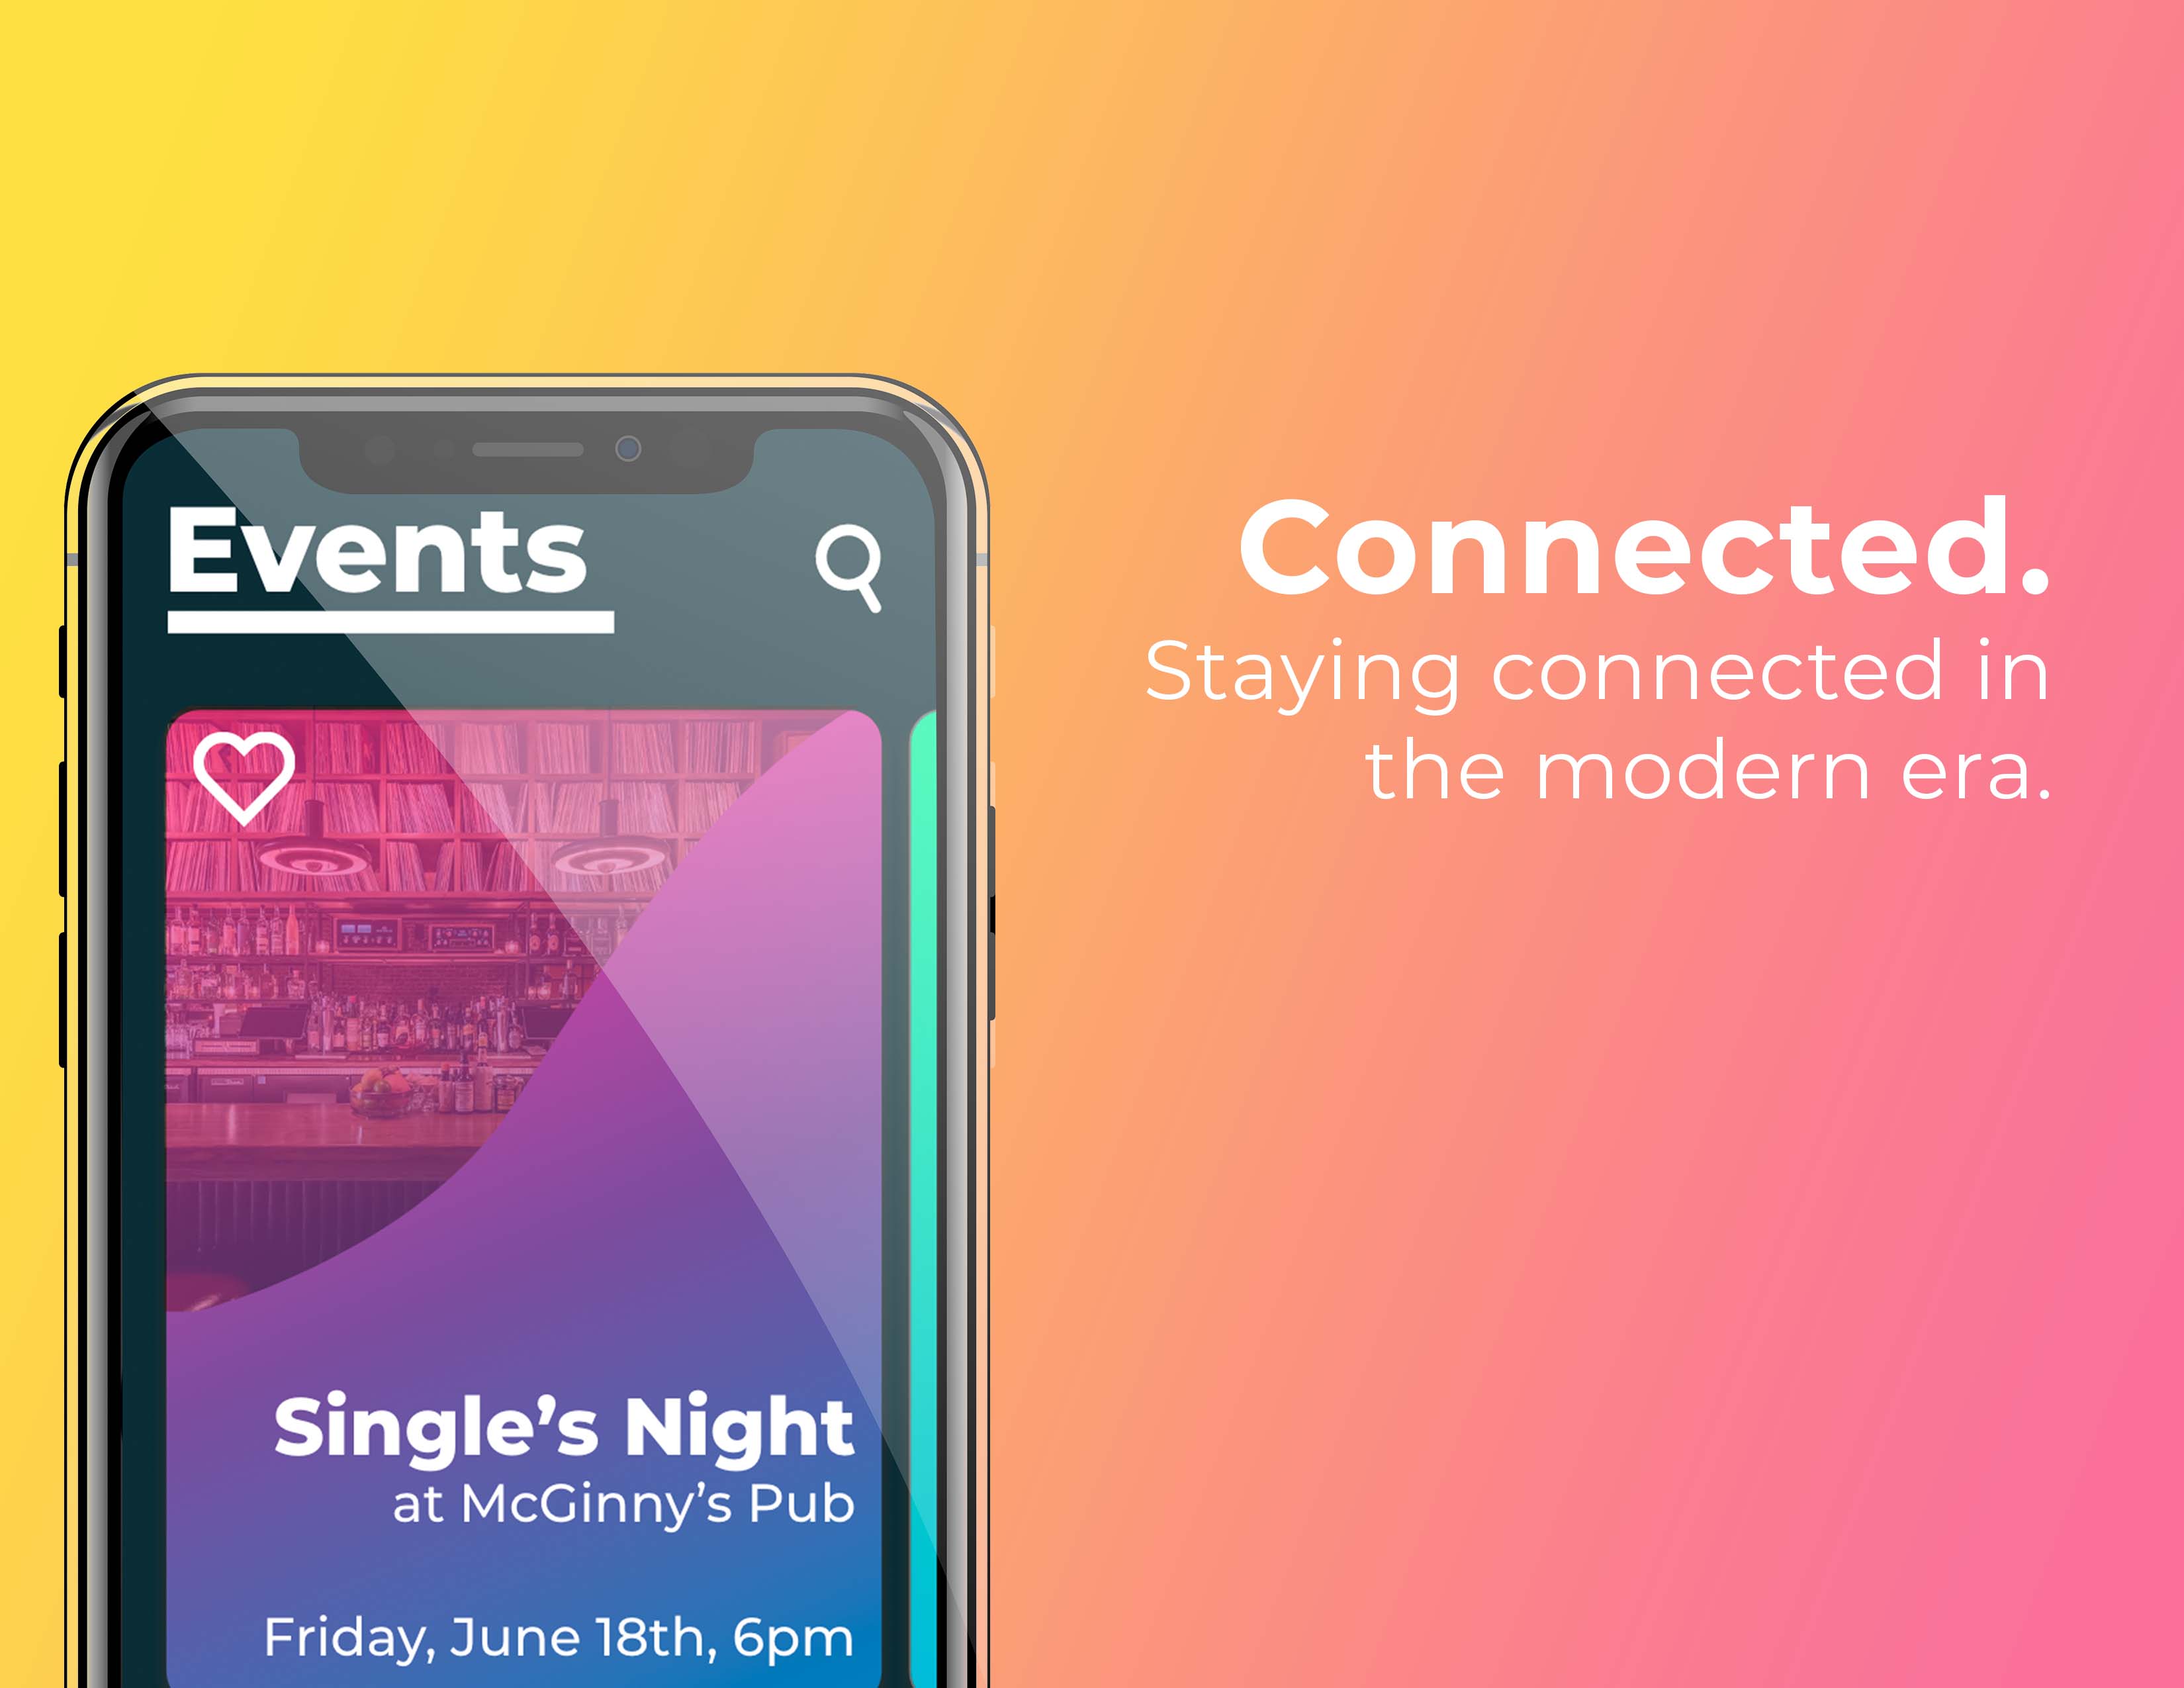 Events
Single’s Night
at McGinny’s Pub
Friday, June 18th, 6pm
Connected.
Staying connected in
the modern era.